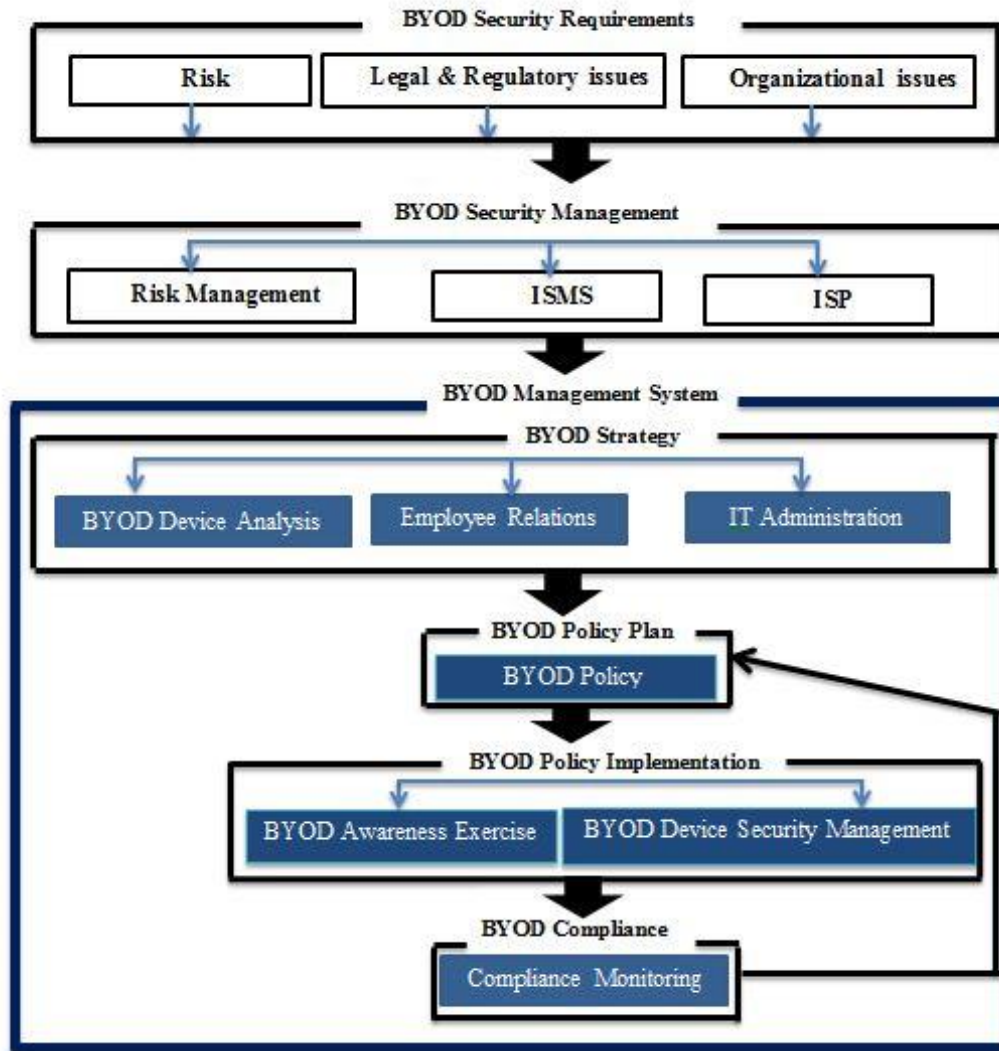 BYOD Security Requirements
Risk
Legal & Regulatory issues
Organizational issues
BYOD Security Management
Risk Management
ISMS
ISP
BYOD Management System
BYOD Strategy
BYOD Device Analysis
Employee Relations
IT Administration
BYOD Policy Plan
BYOD Policy
BYOD Policy Implementation
BYOD Awareness Exercise
BYOD Device Security Management
BYOD Compliance
Compliance Monitoring